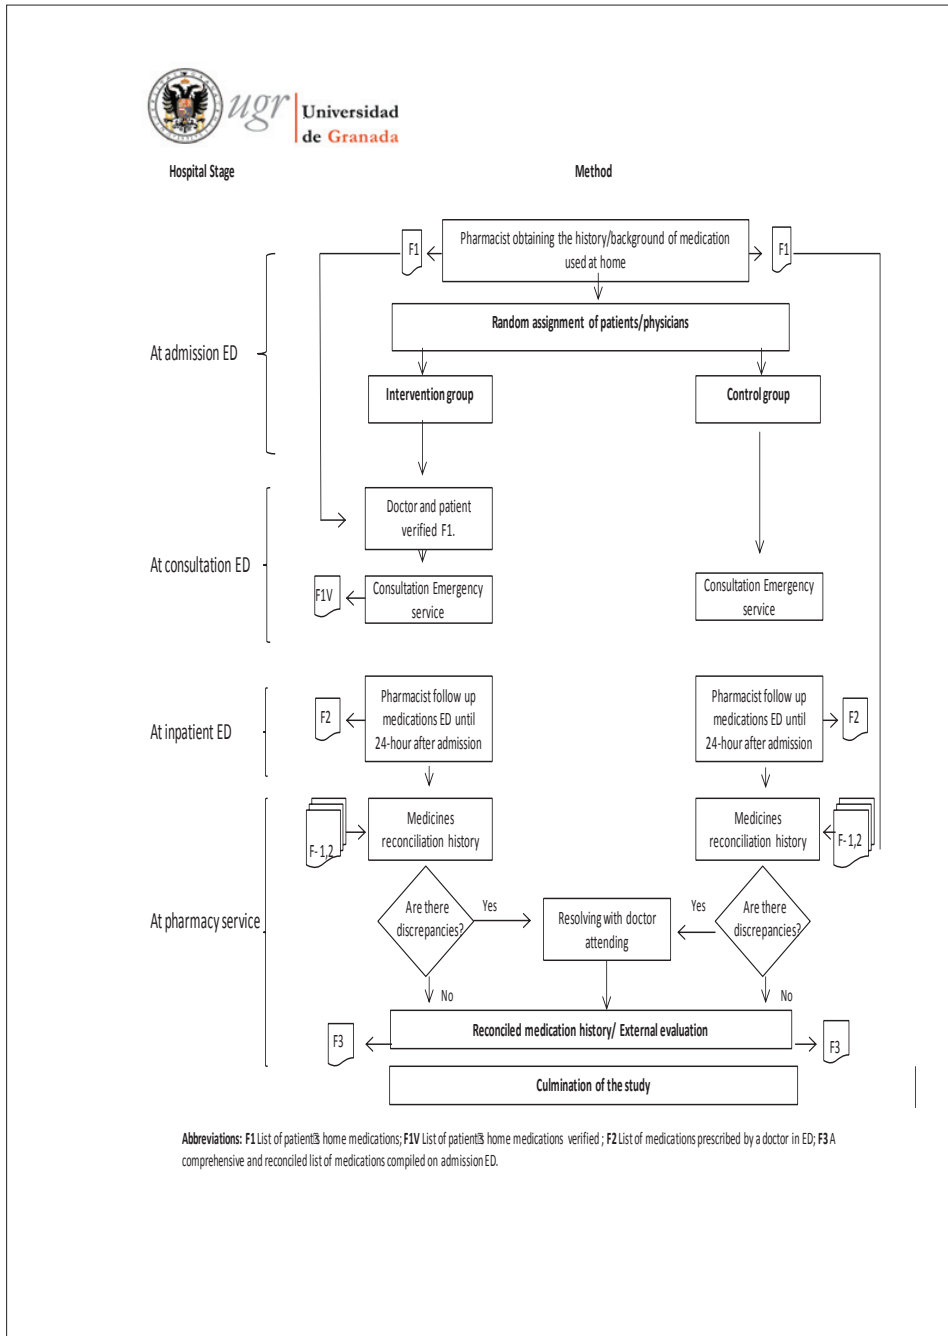 ugr
Universidad
de Granada
Hospital Stage
Method
F1
Pharmacist obtaining the history/background of medication
used at home
F1
Random assignment of patients/physicians
At admission ED
Intervention group
Control group
Doctor and patient
verified F1.
At consultation ED
F1V
Consultation Emergency
service
Consultation Emergency
service
At inpatient ED
F2
Pharmacist follow up
medications ED until
24-hour after admission
Pharmacist follow up
medications ED until
24-hour after admission
F2
F- 1,2
Medicines
reconciliation history
Medicines
reconciliation history
F- 1,2
At pharmacy service
Are there
discrepancies?
Yes
Resolving with doctor
attending
Yes
Are there
discrepancies?
No
No
F3
Reconciled medication history/ External evaluation
F3
Culmination of the study
Abbreviations: F1 List of patient🅂 home medications; F1V List of patient🅂 home medications verified ; F2 List of medications prescribed by a doctor in ED; F3 A
comprehensive and reconciled list of medications compiled on admission ED.